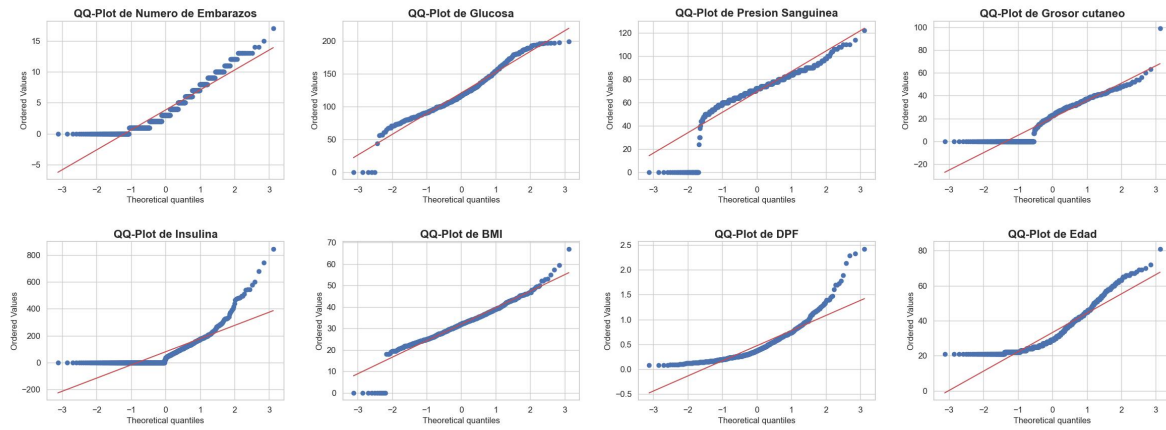 QQ-Plot de Numero de Embarazos
Ordered Values
15
10
5
0
−5
−3 −2 −1 0 1 2 3
Theoretical quantiles
QQ-Plot de Glucosa
Ordered Values
200
150
100
50
0
−3 −2 −1 0 1 2 3
Theoretical quantiles
QQ-Plot de Presion Sanguinea
Ordered Values
120
100
80
60
40
20
0
−3 −2 −1 0 1 2 3
Theoretical quantiles
QQ-Plot de Grosor cutaneo
Ordered Values
100
80
60
40
20
0
−20
−3 −2 −1 0 1 2 3
Theoretical quantiles
QQ-Plot de Insulina
Ordered Values
800
600
400
200
0
−200
−3 −2 −1 0 1 2 3
Theoretical quantiles
QQ-Plot de BMI
Ordered Values
70
60
50
40
30
20
10
0
−3 −2 −1 0 1 2 3
Theoretical quantiles
QQ-Plot de DPF
Ordered Values
2.5
2.0
1.5
1.0
0.5
0.0
−0.5
−3 −2 −1 0 1 2 3
Theoretical quantiles
QQ-Plot de Edad
Ordered Values
80
60
40
20
0
−3 −2 −1 0 1 2 3
Theoretical quantiles